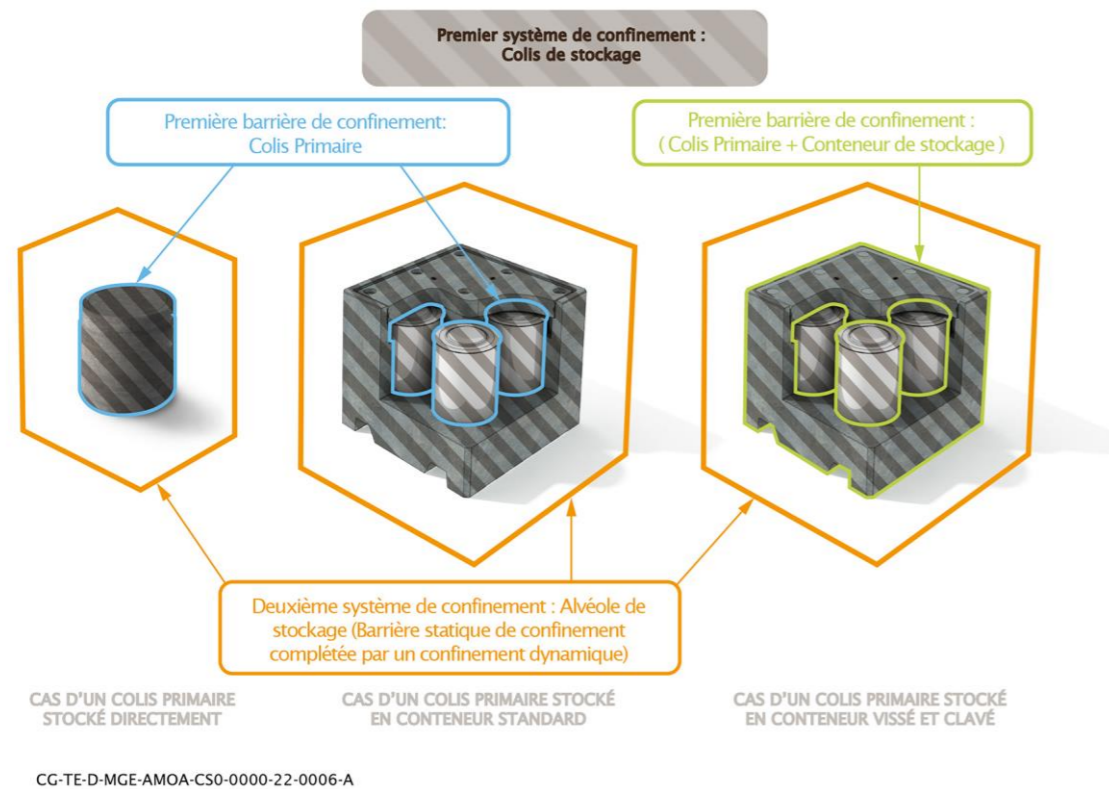 Premier système de confinement :
Colis de stockage
Première barrière de confinement:
Colis Primaire
Première barrière de confinement :
( Colis Primaire + Conteneur de stockage )
Deuxième système de confinement : Alvéole de
stockage (Barrière statique de confinement
complétée par un confinement dynamique)
CAS D'UN COLIS PRIMAIRE
STOCKÉ DIRECTEMENT
CAS D'UN COLIS PRIMAIRE STOCKÉ
EN CONTENEUR STANDARD
CAS D'UN COLIS PRIMAIRE STOCKÉ
EN CONTENEUR VISSÉ ET CLAVÉ
CG-TE-D-MGE-AMOA-CS0-0000-22-0006-A